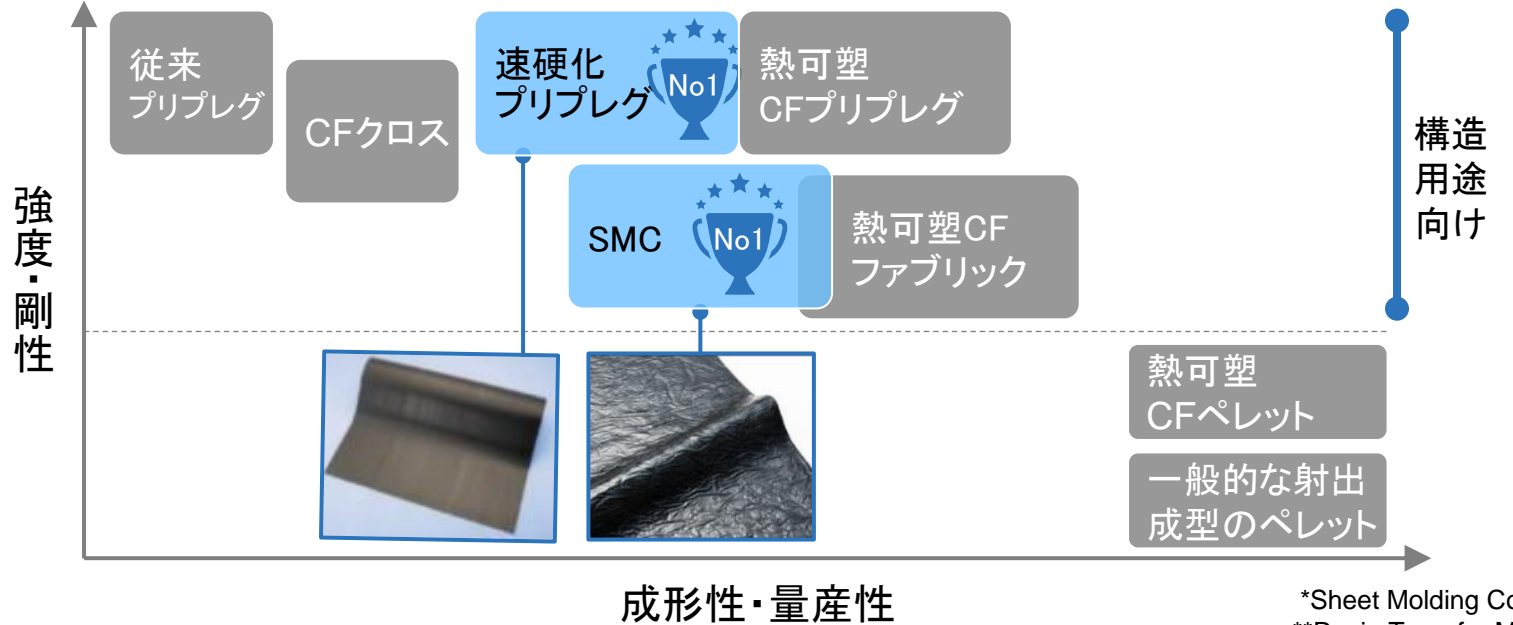 従来
プリプレグ
CFクロス
速硬化
プリプレグ
No1
熱可塑
CFプリプレグ
SMC
No1
熱可塑CF
ファブリック
構造
用途
向け
強度・剛性
熱可塑
CFペレット
一般的な射出
成型のペレット
成形性・量産性
*Sheet Molding